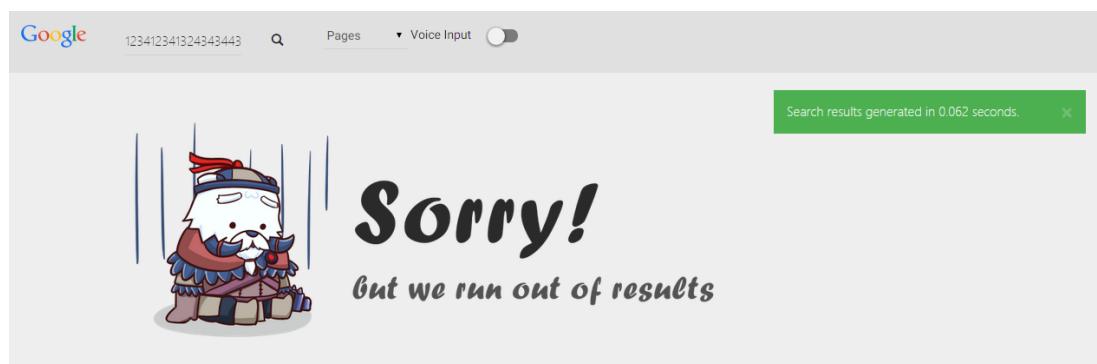 Google 123412341324343443 Pages Voice Input
Search results generated in 0.062 seconds. ×
Sorry!
but we run out of results